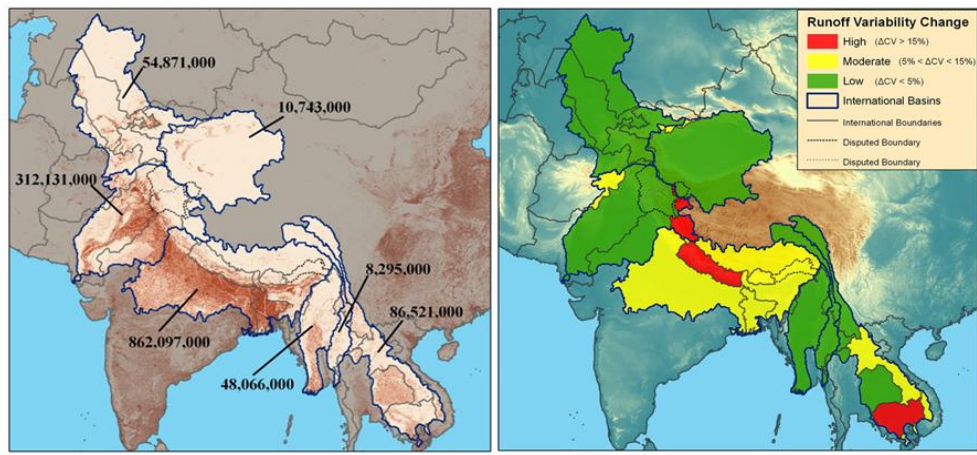 54,871,000
10,743,000
312,131,000
8,295,000
86,521,000
862,097,000
48,066,000
Runoff Variability Change
High (ΔCV > 15%)
Moderate (5% < ΔCV < 15%)
Low (ΔCV < 5%)
International Basins
International Boundaries
Disputed Boundary
Disputed Boundary